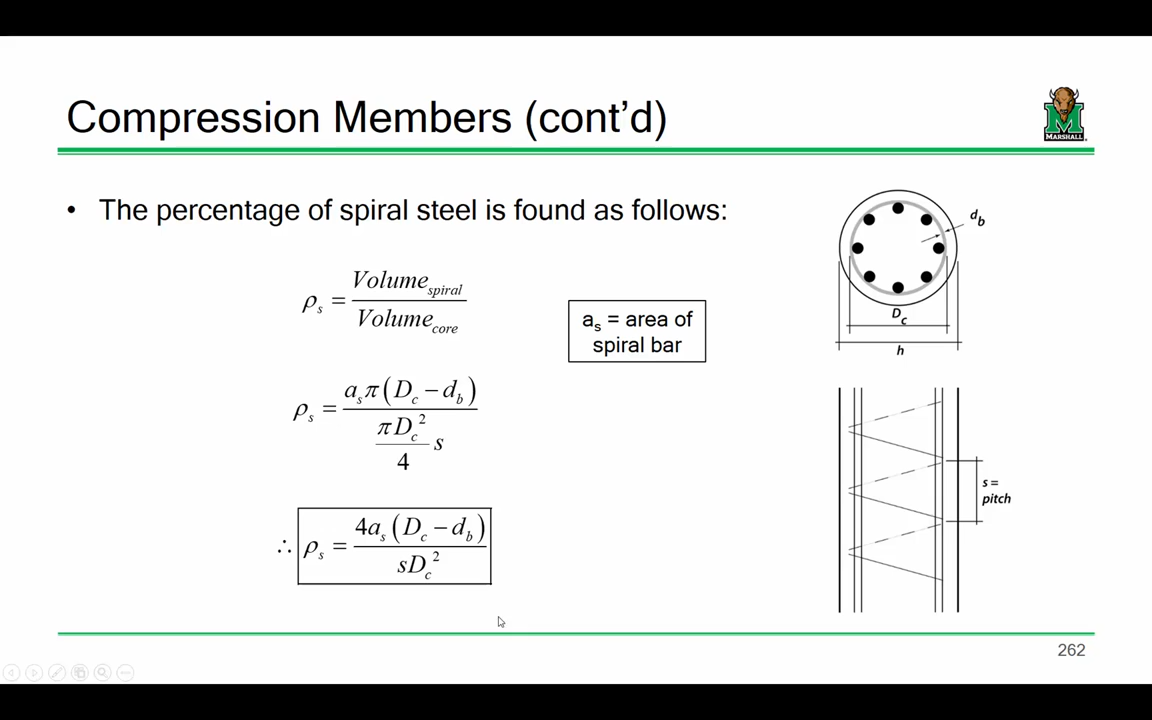 Compression Members (cont'd)
MARSHALL
• The percentage of spiral steel is found as follows:
ρs = Volumespiral / Volumecore
as = area of
spiral bar
ρs = asπ(Dc − db) / (πDc² / 4) s
∴ ρs = 4as(Dc − db) / sDc²
db
Dc
h
s =
pitch
262